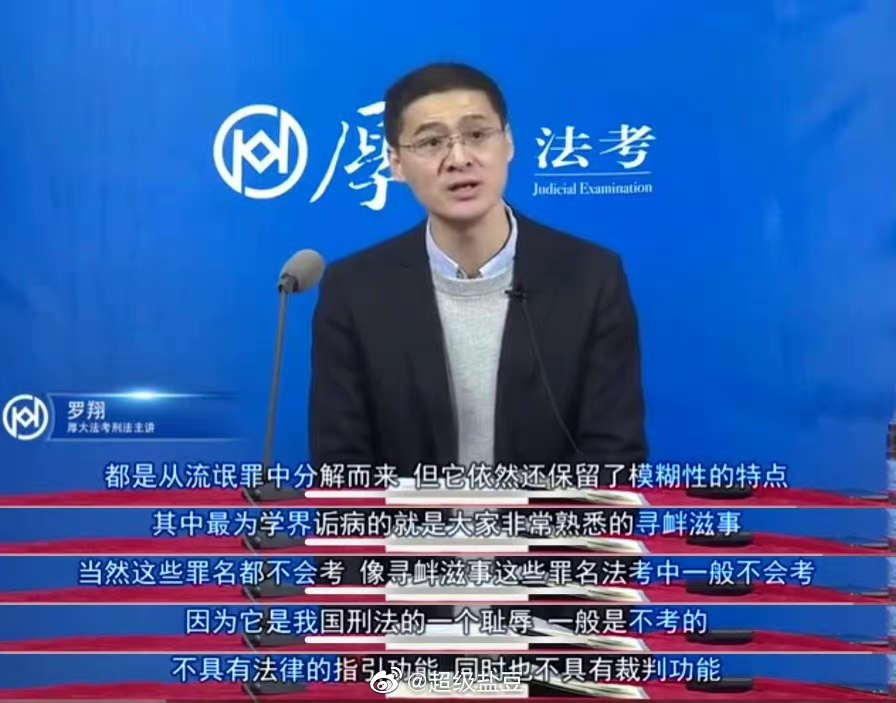 厚
法考
Judicial Examination
罗翔
厚大法考刑法主讲
都是从流氓罪中分解而来 但它依然还保留了模糊性的特点
其中最为学界诟病的就是大家非常熟悉的寻衅滋事
当然这些罪名都不会考 像寻衅滋事这些罪名法考中一般不会考
因为它是我国刑法的一个耻辱 一般是不考的
不具有法律的指引功能 同时也不具有裁判功能
@超级盐豆